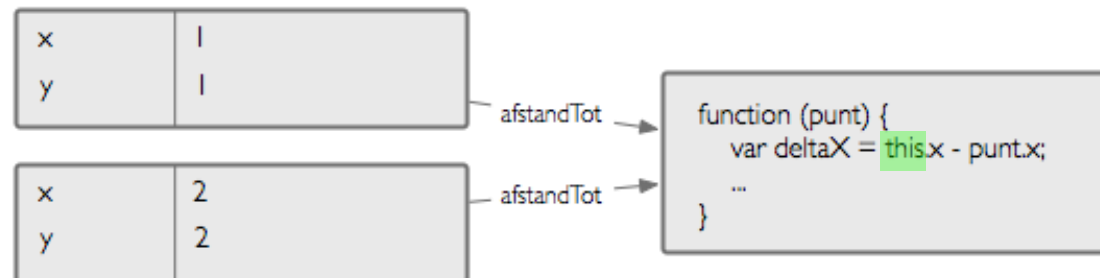 x 1
y 1
afstandTot
x 2
y 2
afstandTot
function (punt) {
var deltaX = this.x - punt.x;
...
}